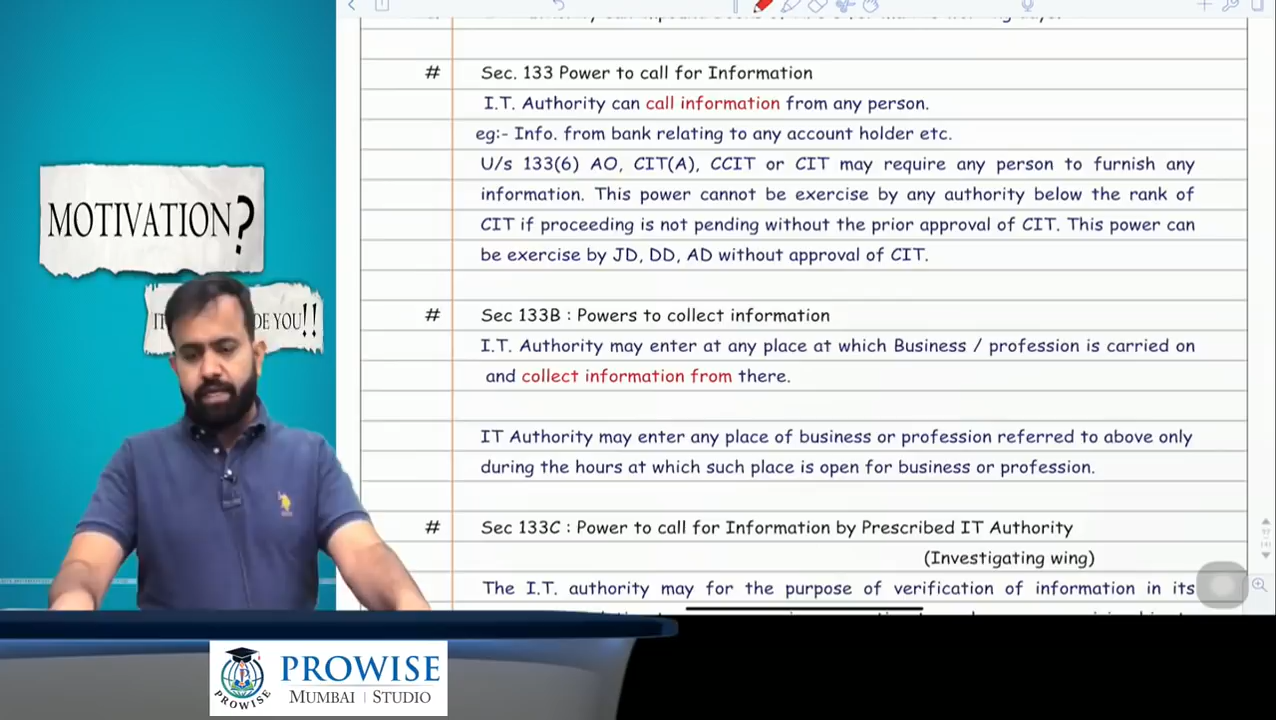 # Sec. 133 Power to call for Information
I.T. Authority can call information from any person.
eg:- Info. from bank relating to any account holder etc.
U/s 133(6) AO, CIT(A), CCIT or CIT may require any person to furnish any
information. This power cannot be exercise by any authority below the rank of
CIT if proceeding is not pending without the prior approval of CIT. This power can
be exercise by JD, DD, AD without approval of CIT.
# Sec 133B : Powers to collect information
I.T. Authority may enter at any place at which Business / profession is carried on
and collect information from there.
IT Authority may enter any place of business or profession referred to above only
during the hours at which such place is open for business or profession.
# Sec 133C : Power to call for Information by Prescribed IT Authority
(Investigating wing)
The I.T. authority may for the purpose of verification of information in its
MOTIVATION?
YOU!!
PROWISE
PROWISE
MUMBAI | STUDIO